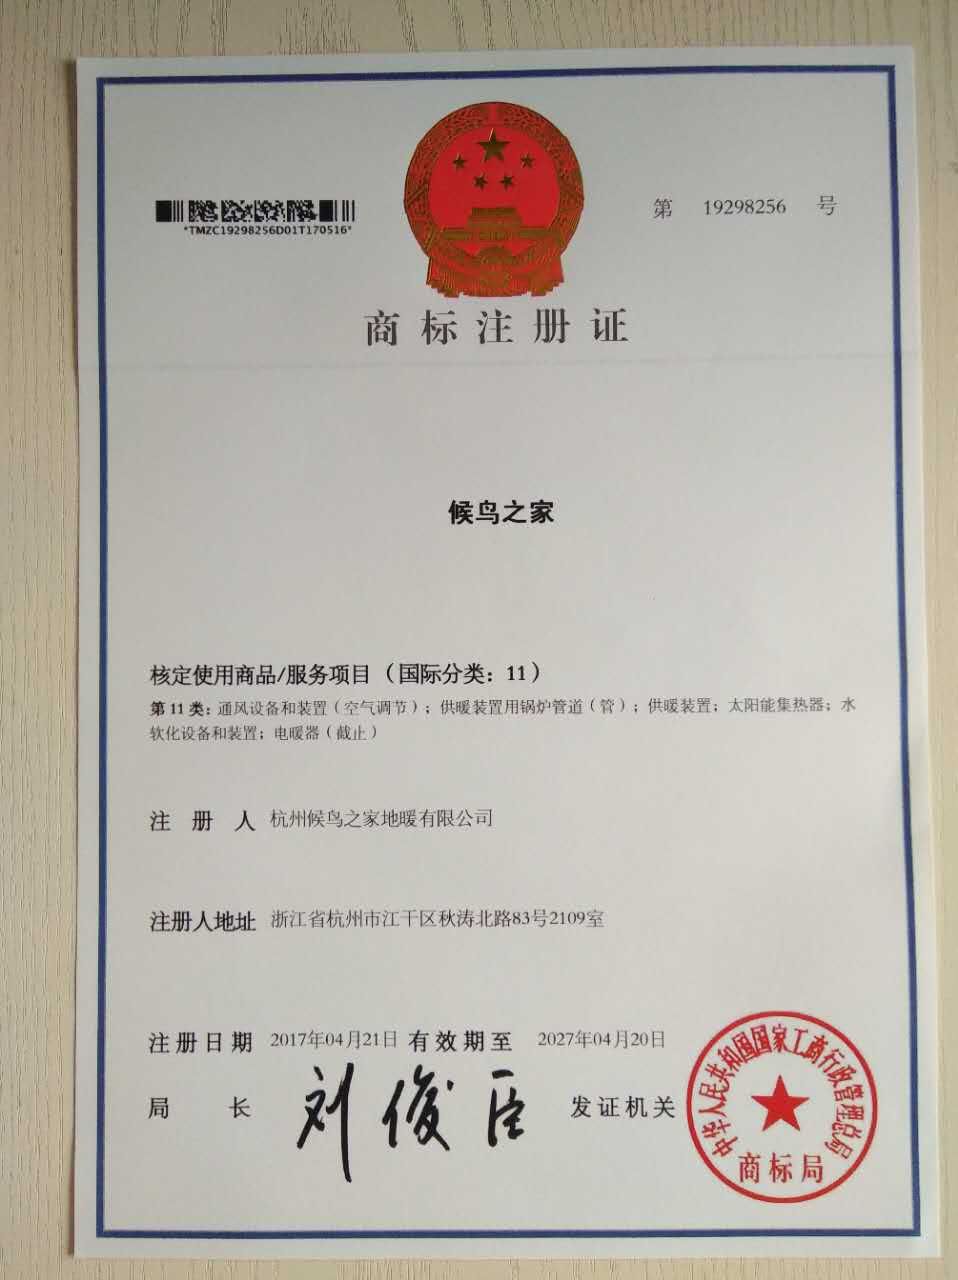 *TMZC19298256D01T170516*
第 19298256 号
商标注册证
候鸟之家
核定使用商品/服务项目（国际分类：11）
第 11 类：通风设备和装置（空气调节）；供暖装置用锅炉管道（管）；供暖装置；太阳能集热器；水
软化设备和装置；电暖器（截止）
注册人 杭州候鸟之家地暖有限公司
注册人地址 浙江省杭州市江干区秋涛北路83号2109室
注册日期 2017年04月21日 有效期至 2027年04月20日
局长 刘俊臣 发证机关
中华人民共和国国家工商行政管理总局
商标局